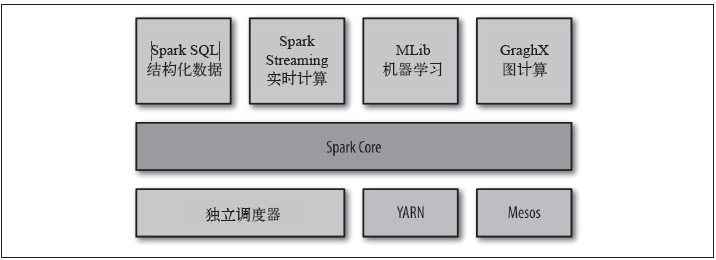 Spark SQL
结构化数据
Spark
Streaming
实时计算
MLib
机器学习
GraghX
图计算
Spark Core
独立调度器
YARN
Mesos